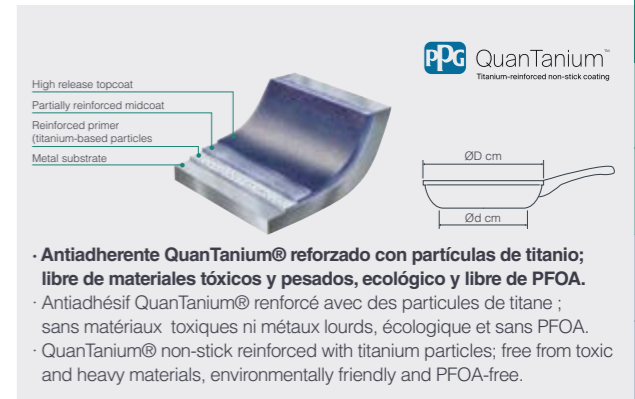 PPG QuanTanium™
Titanium-reinforced non-stick coating
High release topcoat
Partially reinforced midcoat
Reinforced primer
(titanium-based particles
Metal substrate
ØD cm
Ød cm
· Antiadherente QuanTanium® reforzado con partículas de titanio;
libre de materiales tóxicos y pesados, ecológico y libre de PFOA.
· Antiadhésif QuanTanium® renforcé avec des particules de titane ;
sans matériaux toxiques ni métaux lourds, écologique et sans PFOA.
· QuanTanium® non-stick reinforced with titanium particles; free from toxic
and heavy materials, environmentally friendly and PFOA-free.